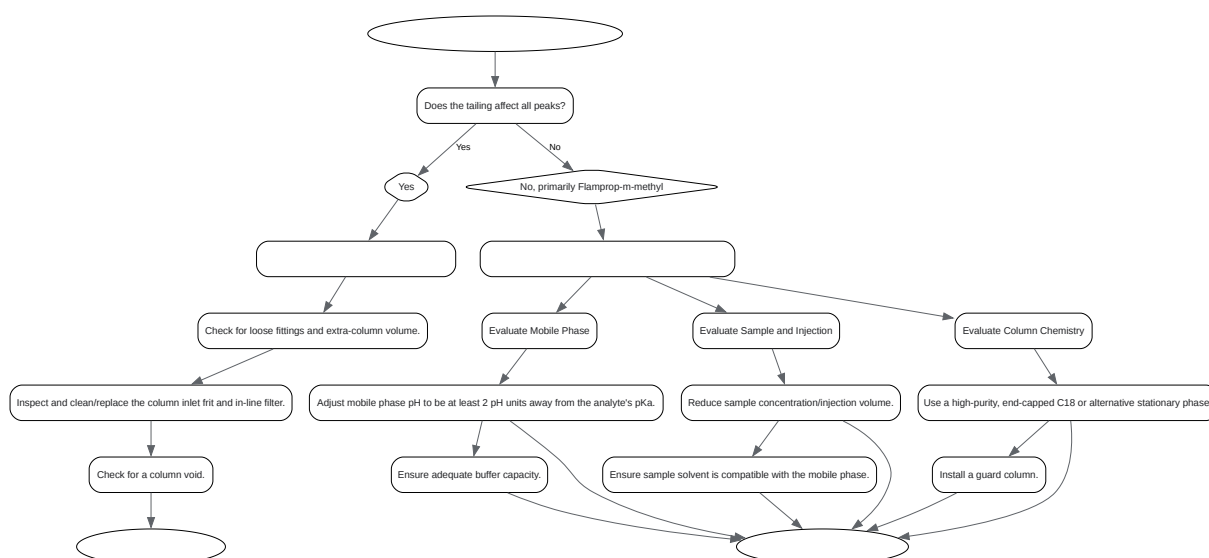 Does the tailing affect all peaks?
Yes
No
Yes
No, primarily Flamprop-m-methyl
Check for loose fittings and extra-column volume.
Evaluate Mobile Phase
Evaluate Sample and Injection
Evaluate Column Chemistry
Inspect and clean/replace the column inlet frit and in-line filter.
Adjust mobile phase pH to be at least 2 pH units away from the analyte's pKa.
Reduce sample concentration/injection volume.
Use a high-purity, end-capped C18 or alternative stationary phase
Check for a column void.
Ensure adequate buffer capacity.
Ensure sample solvent is compatible with the mobile phase.
Install a guard column.